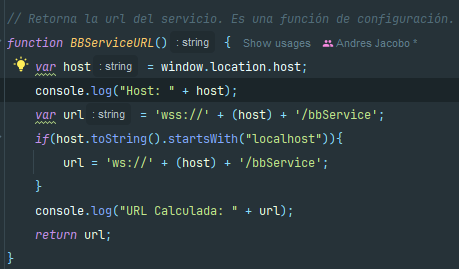 // Retorna la url del servicio. Es una función de configuración.
function BBServiceURL() : string { Show usages Andres Jacobo *
var host : string = window.location.host;
console.log("Host: " + host);
var url : string = 'wss://' + (host) + '/bbService';
if(host.toString().startsWith("localhost")){
url = 'ws://' + (host) + '/bbService';
}
console.log("URL Calculada: " + url);
return url;
}